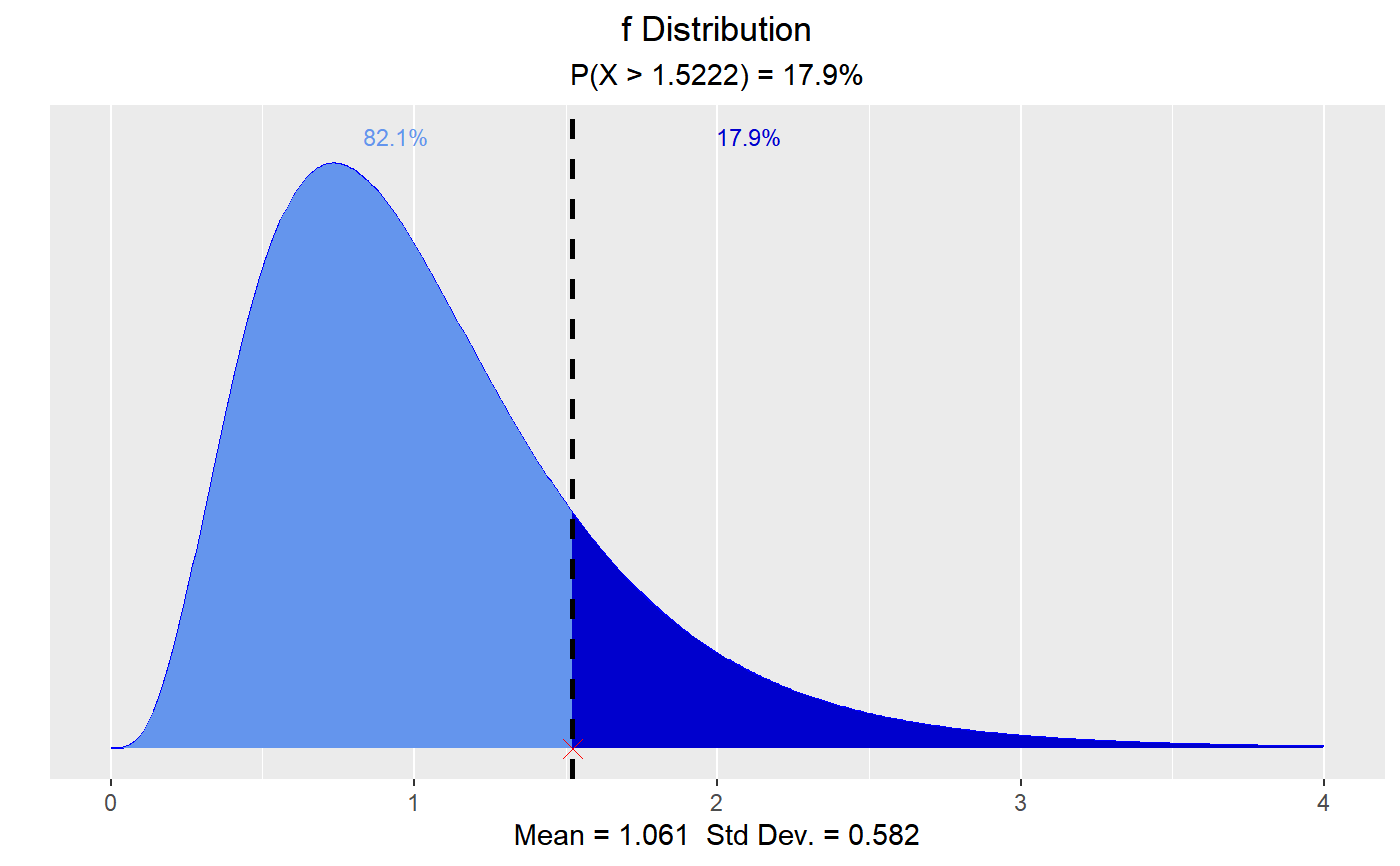 f Distribution
P(X > 1.5222) = 17.9%
82.1% 17.9%
0 1 2 3 4
Mean = 1.061  Std Dev. = 0.582